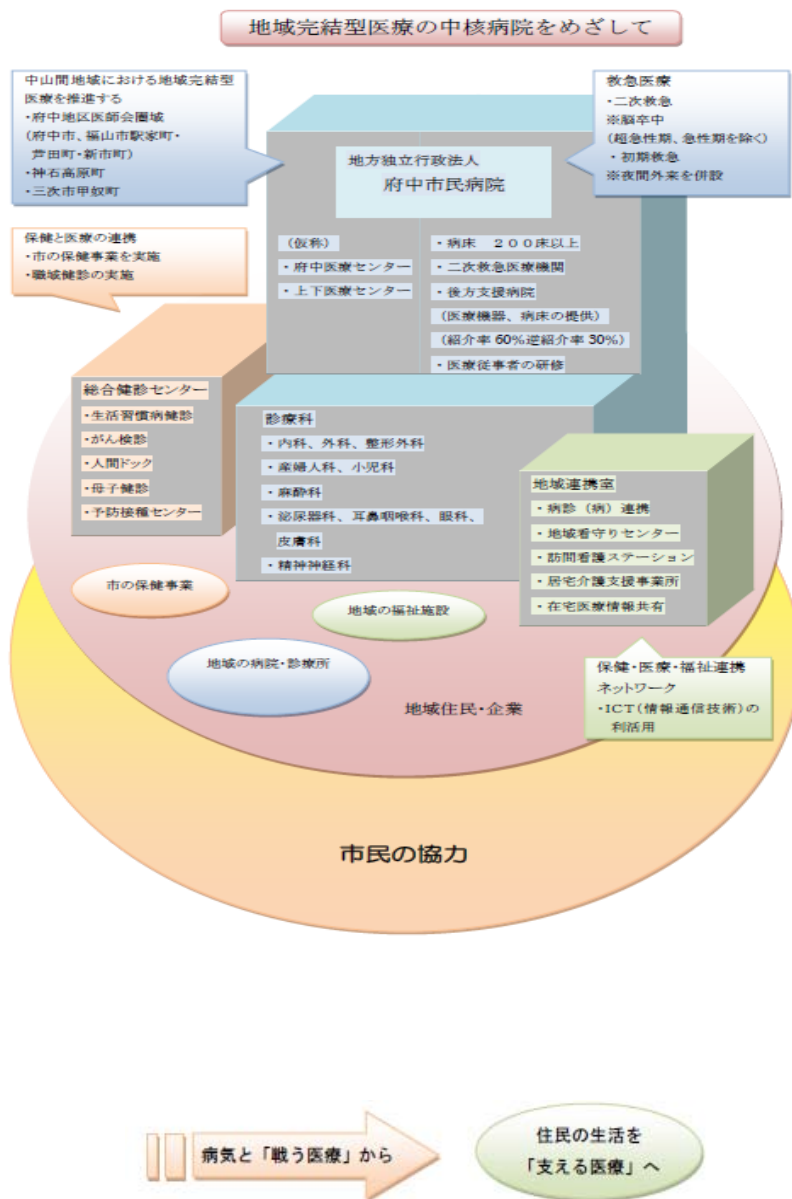 地域完結型医療の中核病院をめざして
中山間地域における地域完結型
医療を推進する
・府中地区医師会圏域
(府中市、福山市駅家町・
芦田町・新市町)
・神石高原町
・三次市甲奴町
救急医療
・二次救急
※脳卒中
(超急性期、急性期を除く)
・初期救急
※夜間外来を併設
地方独立行政法人
府中市民病院
保健と医療の連携
・市の保健事業を実施
・職域健診の実施
(仮称)
・府中医療センター
・上下医療センター
・病床 200床以上
・二次救急医療機関
・後方支援病院
(医療機器、病床の提供)
(紹介率60%逆紹介率30%)
・医療従事者の研修
総合健診センター
・生活習慣病健診
・がん検診
・人間ドック
・母子健診
・予防接種センター
診療科
・内科、外科、整形外科
・産婦人科、小児科
・麻酔科
・泌尿器科、耳鼻咽喉科、眼科、
皮膚科
・精神神経科
地域連携室
・病診(病)連携
・地域看守りセンター
・訪問看護ステーション
・居宅介護支援事業所
・在宅医療情報共有
市の保健事業
地域の福祉施設
地域の病院・診療所
地域住民・企業
保健・医療・福祉連携
ネットワーク
・ICT(情報通信技術)の
利活用
市民の協力
病気と「戦う医療」から
住民の生活を
「支える医療」へ